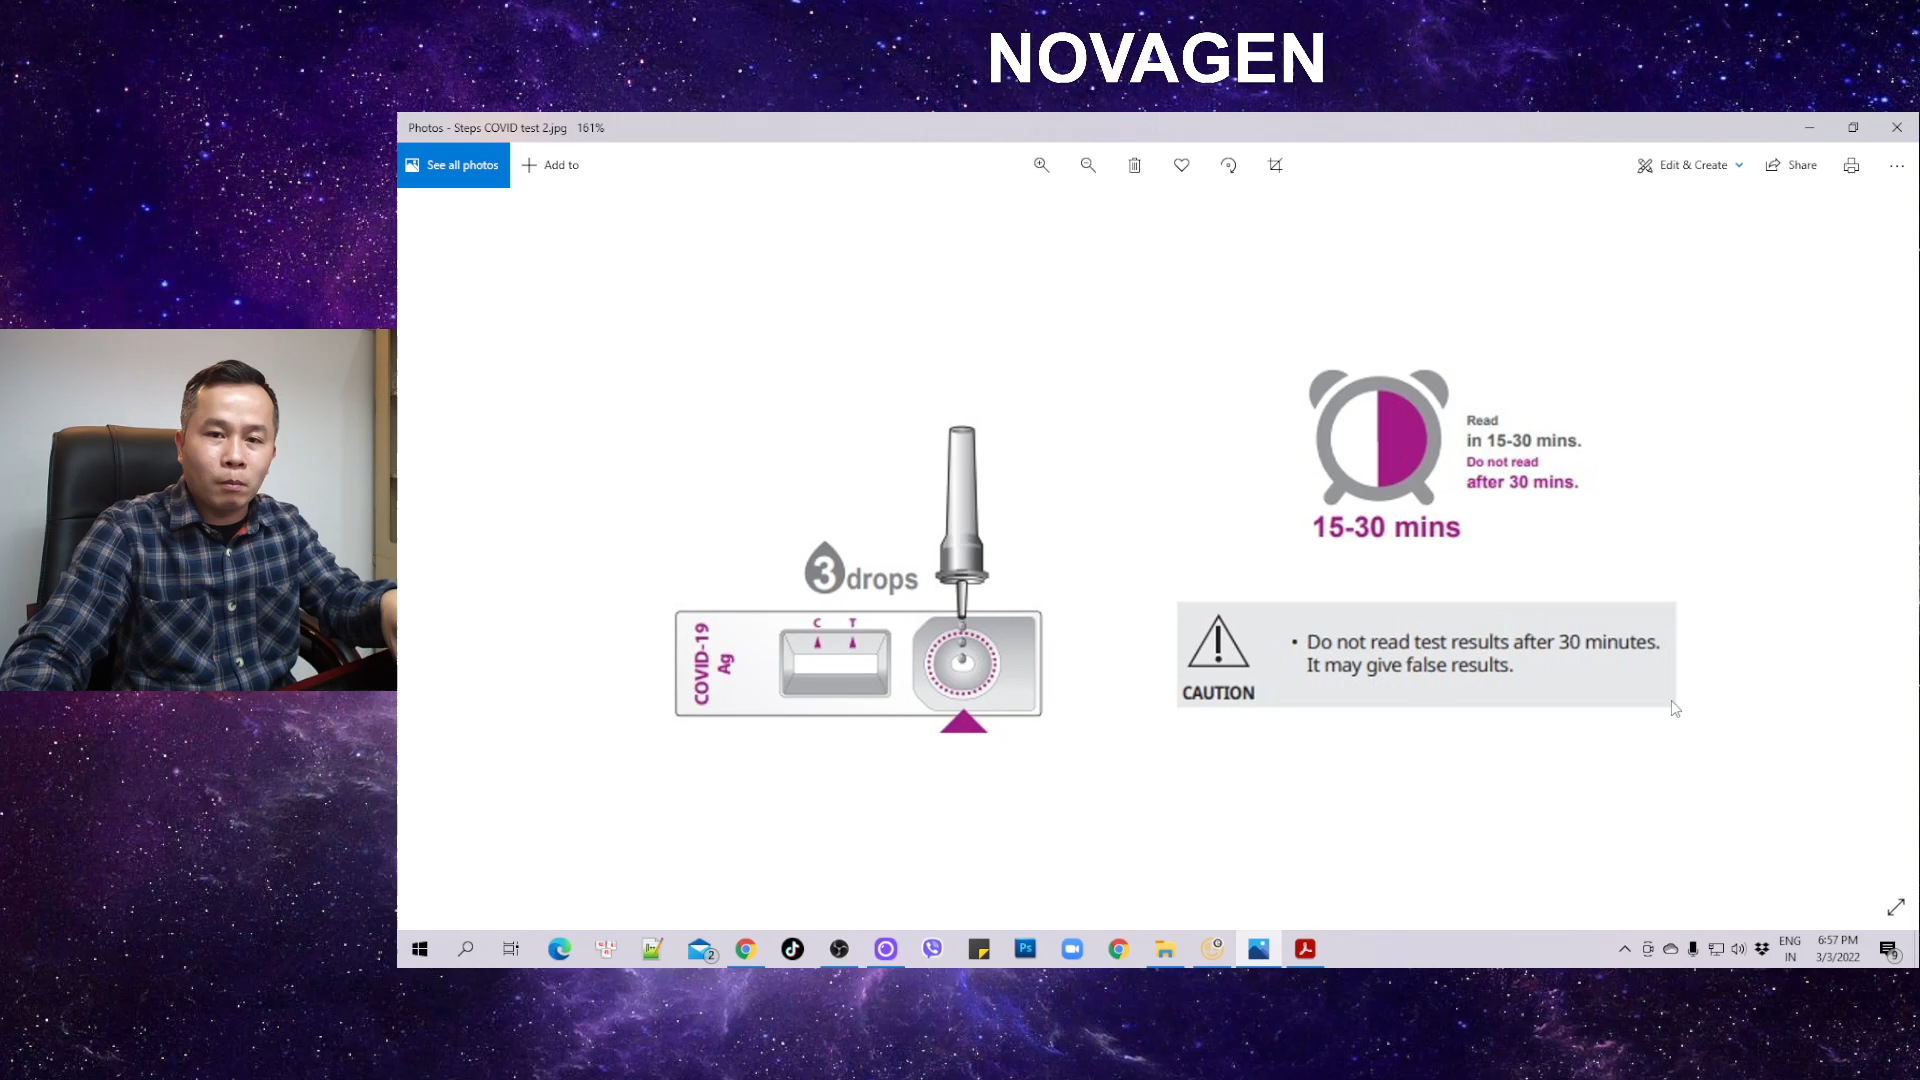 NOVAGEN
Photos - Steps COVID test 2.jpg 161%
See all photos
Add to
Edit & Create
Share
Read
in 15-30 mins.
Do not read
after 30 mins.
15-30 mins
3 drops
C T
COVID-19
Ag
Do not read test results after 30 minutes.
It may give false results.
CAUTION
2
Ps
ENG
IN
6:57 PM
3/3/2022
9